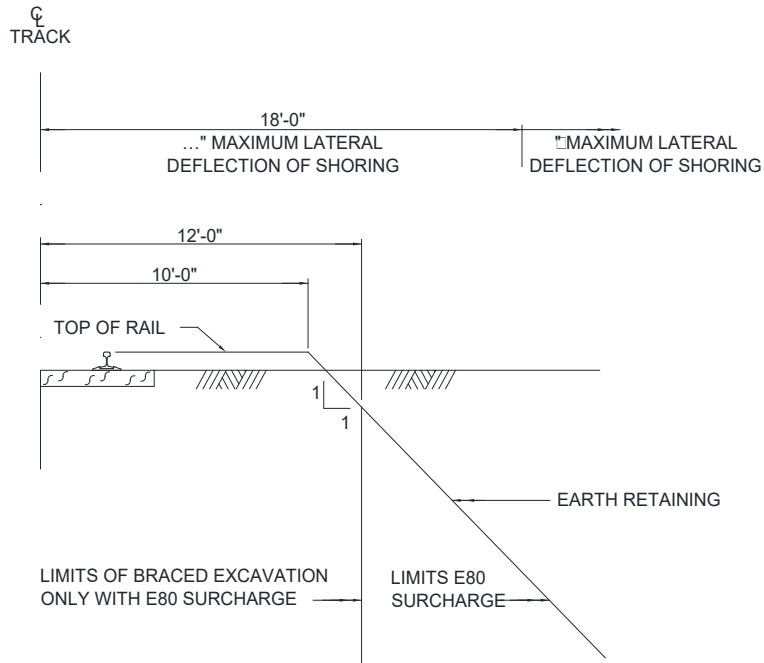 ℄
TRACK
18'-0"
…" MAXIMUM LATERAL
DEFLECTION OF SHORING
"□MAXIMUM LATERAL
DEFLECTION OF SHORING
12'-0"
10'-0"
TOP OF RAIL
1
1
EARTH RETAINING
LIMITS OF BRACED EXCAVATION
ONLY WITH E80 SURCHARGE
LIMITS E80
SURCHARGE